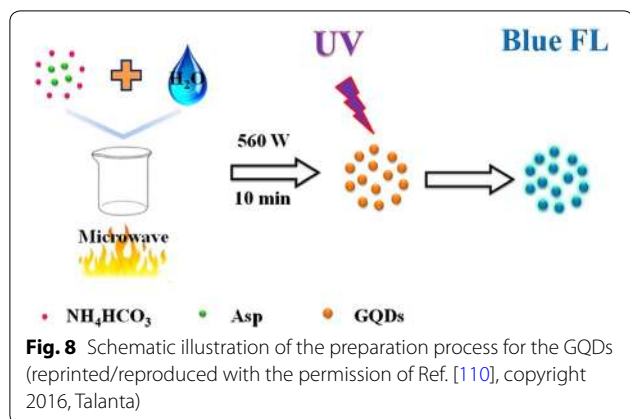 UV
Blue FL
H₂O
560 W
10 min
Microwave
NH₄HCO₃ Asp GQDs
Fig. 8 Schematic illustration of the preparation process for the GQDs
(reprinted/reproduced with the permission of Ref. [110], copyright
2016, Talanta)